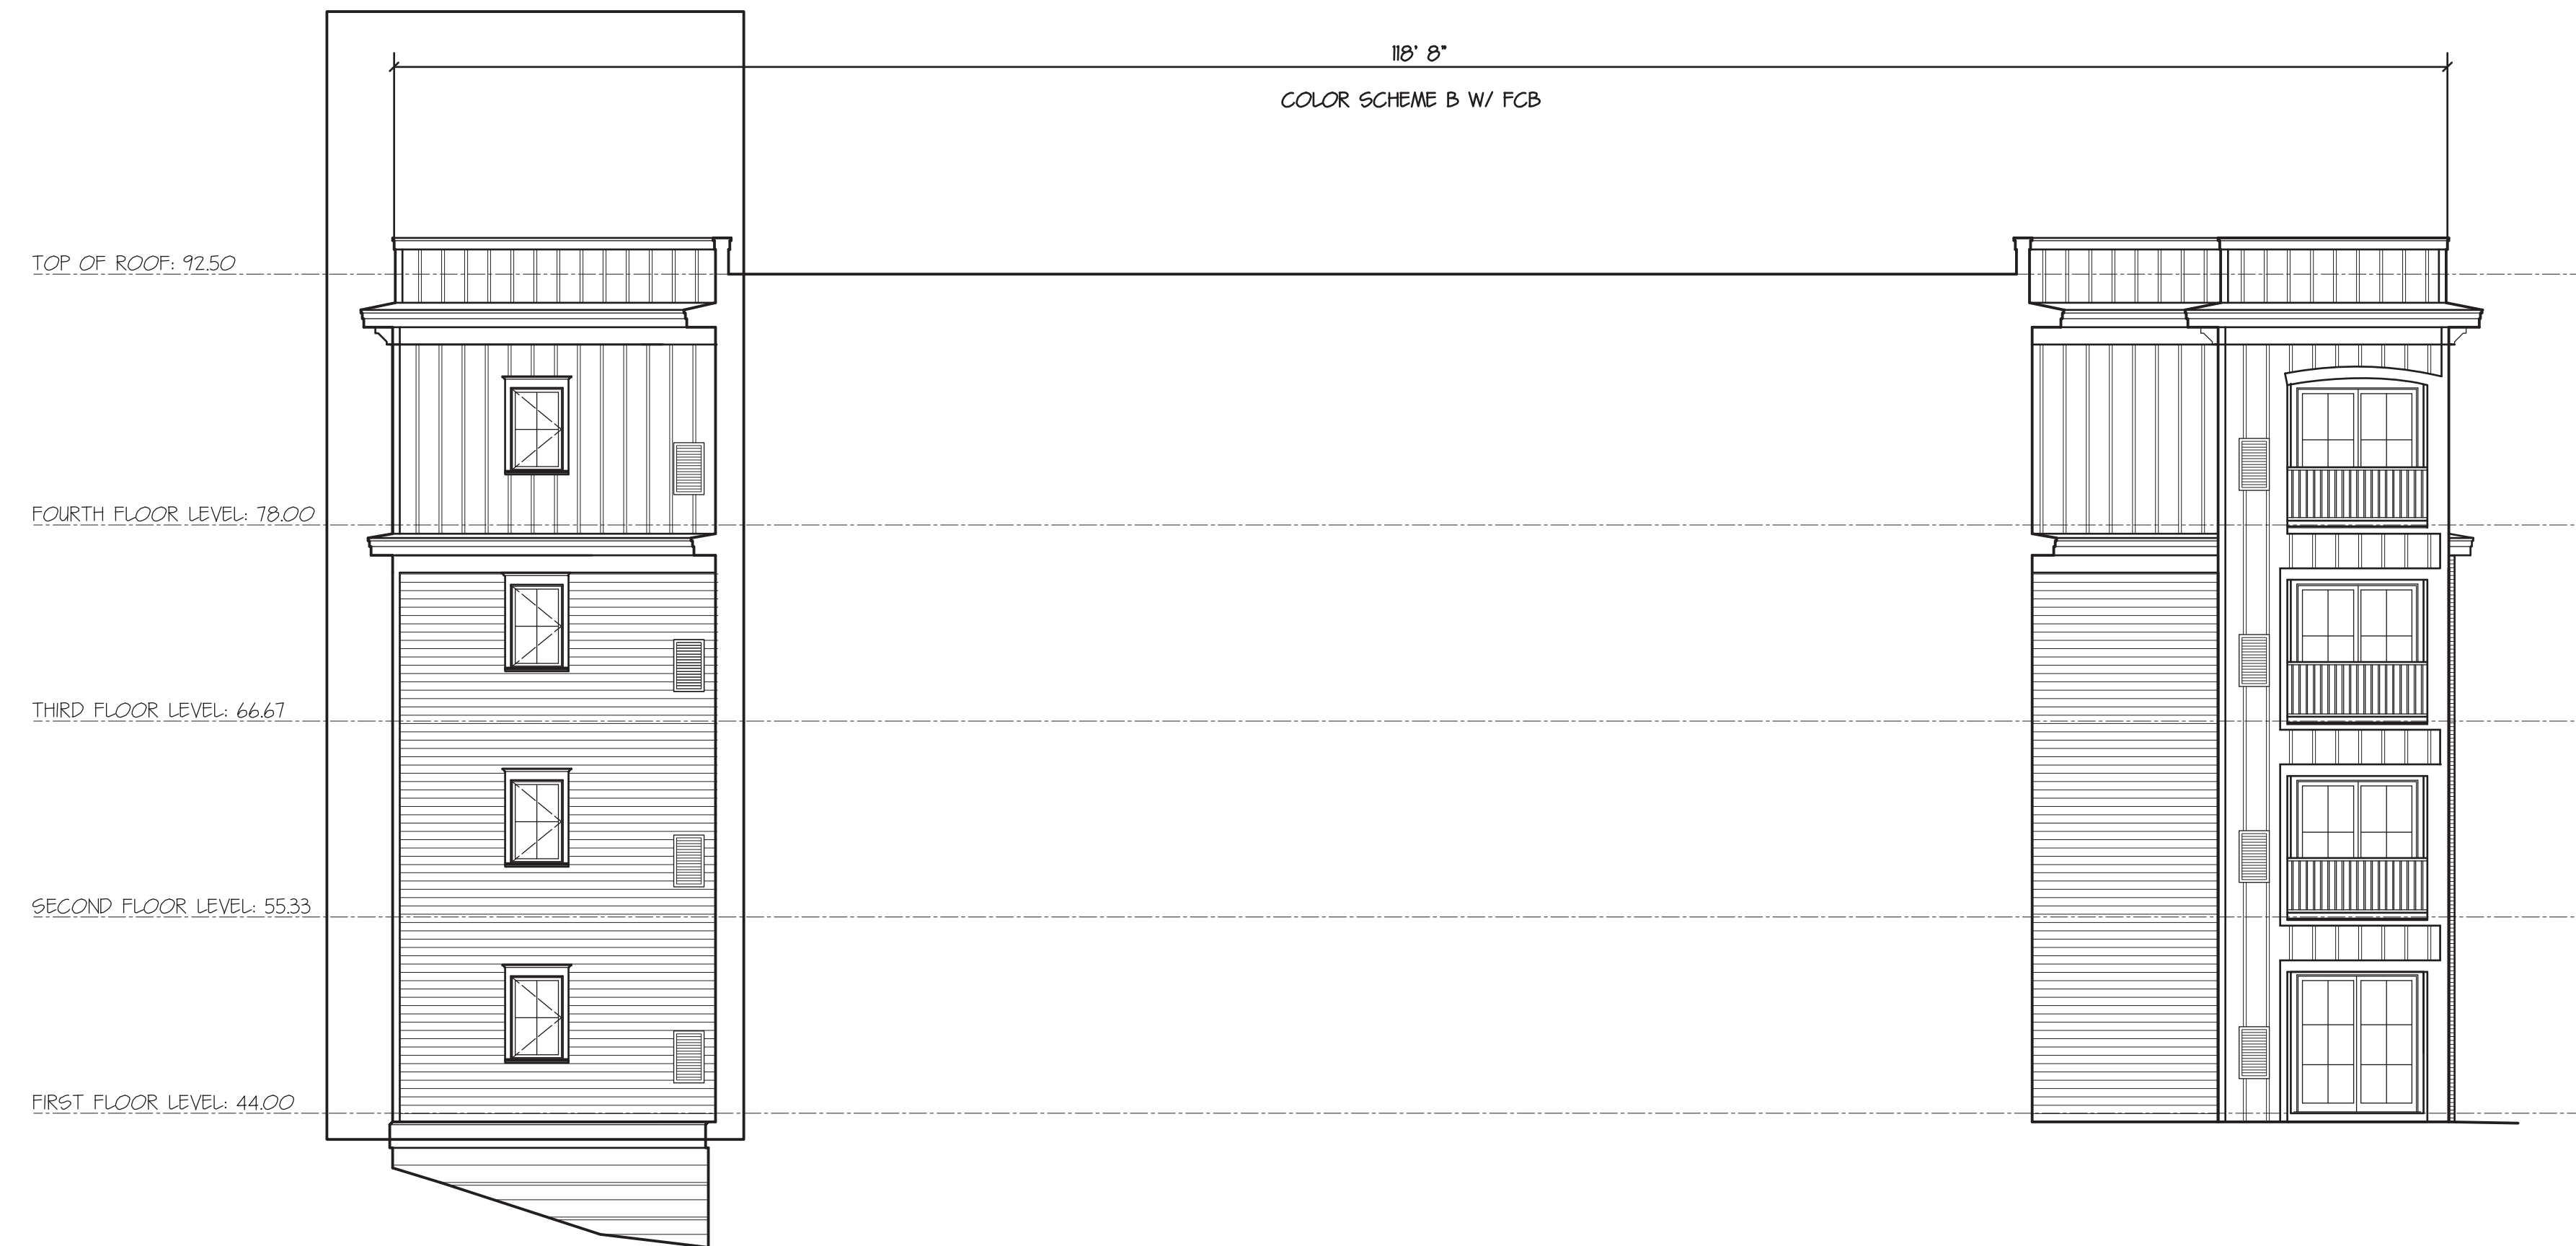 118' 8"
COLOR SCHEME B W/ FCB
TOP OF ROOF: 92.50
FOURTH FLOOR LEVEL: 78.00
THIRD FLOOR LEVEL: 66.67
SECOND FLOOR LEVEL: 55.33
FIRST FLOOR LEVEL: 44.00